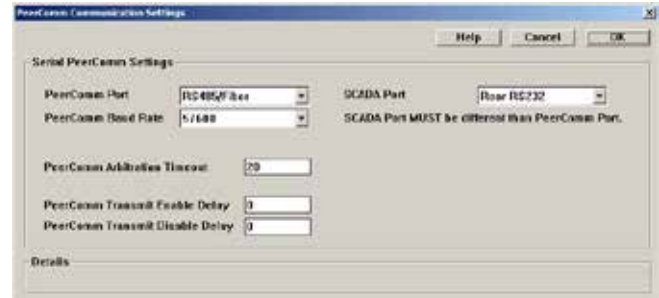 PeerComm Communication Settings
Help Cancel OK
Serial PeerComm Settings
PeerComm Port RS485/Fiber SCADA Port Rear RS232
PeerComm Baud Rate 57600 SCADA Port MUST be different than PeerComm Port.
PeerComm Arbitration Timeout 20
PeerComm Transmit Enable Delay 0
PeerComm Transmit Disable Delay 0
Details